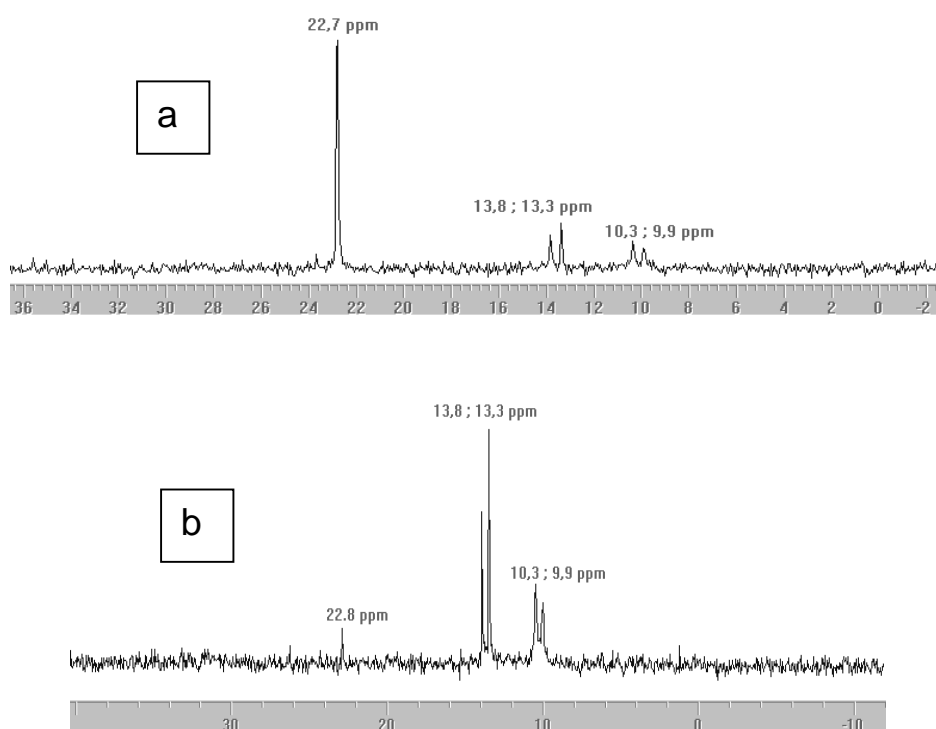 22,7 ppm
a
13,8 ; 13,3 ppm
10,3 ; 9,9 ppm
36 34 32 30 28 26 24 22 20 18 16 14 12 10 8 6 4 2 0 -2
13,8 ; 13,3 ppm
b
10,3 ; 9,9 ppm
22.8 ppm
30 20 10 0 -10